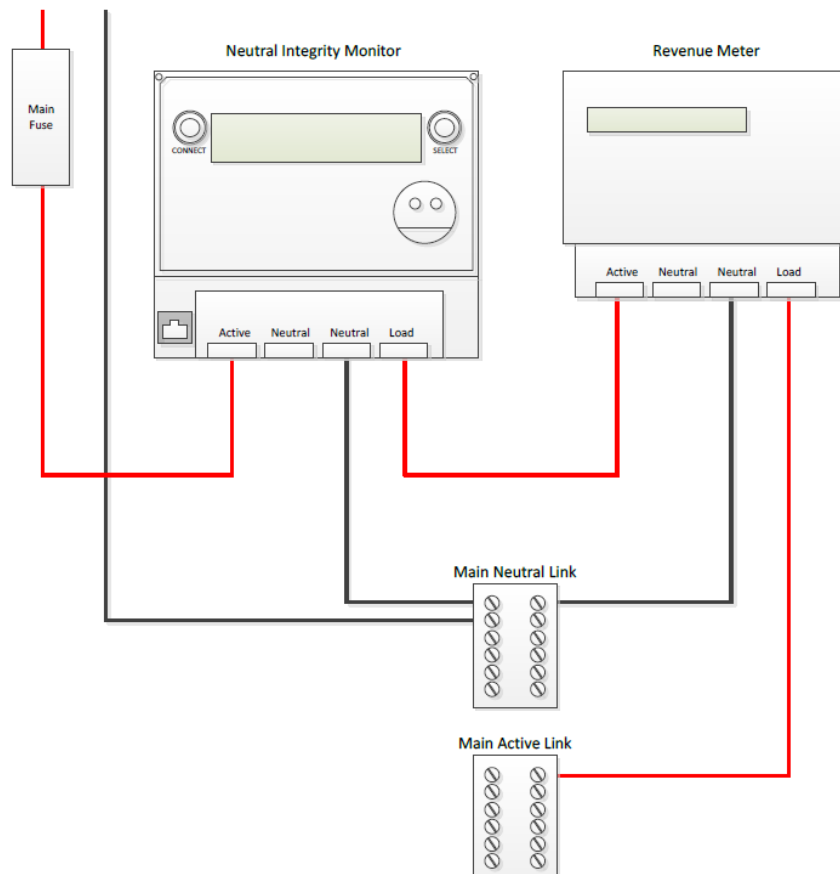 Neutral Integrity Monitor
Revenue Meter
Main
Fuse
CONNECT
SELECT
Active Neutral Neutral Load
Active Neutral Neutral Load
Main Neutral Link
Main Active Link